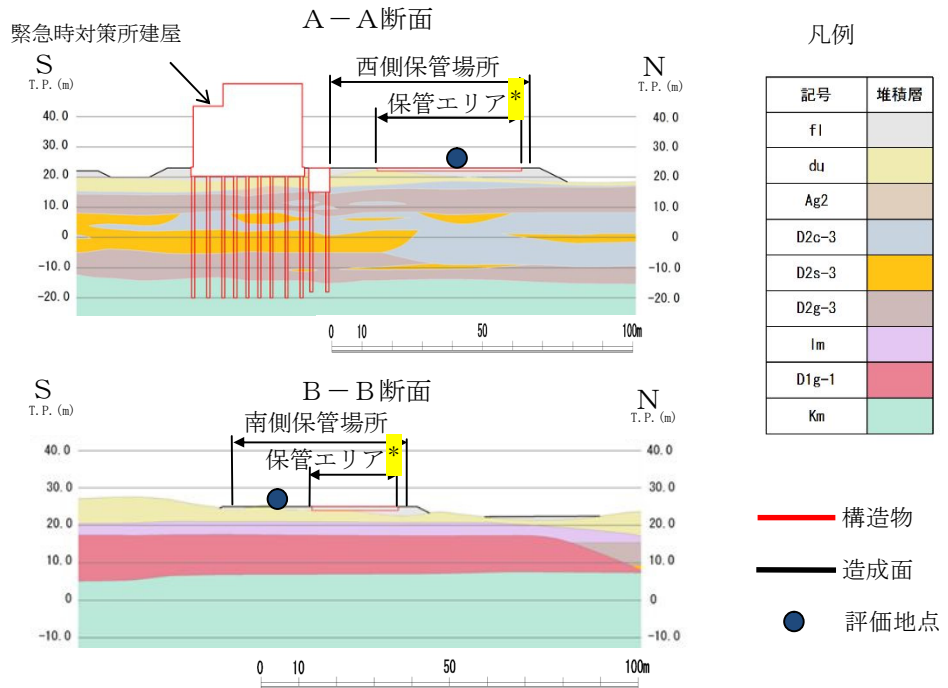 A-A断面
緊急時対策所建屋
S
T.P.(m)
N
T.P.(m)
西側保管場所
保管エリア*
40.0
30.0
20.0
10.0
0
-10.0
-20.0
40.0
30.0
20.0
10.0
0
-10.0
-20.0
0 10 50 100m
B-B断面
S
T.P.(m)
N
T.P.(m)
南側保管場所
保管エリア*
40.0
30.0
20.0
10.0
0
-10.0
40.0
30.0
20.0
10.0
0
-10.0
0 10 50 100m
凡例
記号 堆積層
fl
du
Ag2
D2c-3
D2s-3
D2g-3
lm
D1g-1
Km
構造物
造成面
評価地点